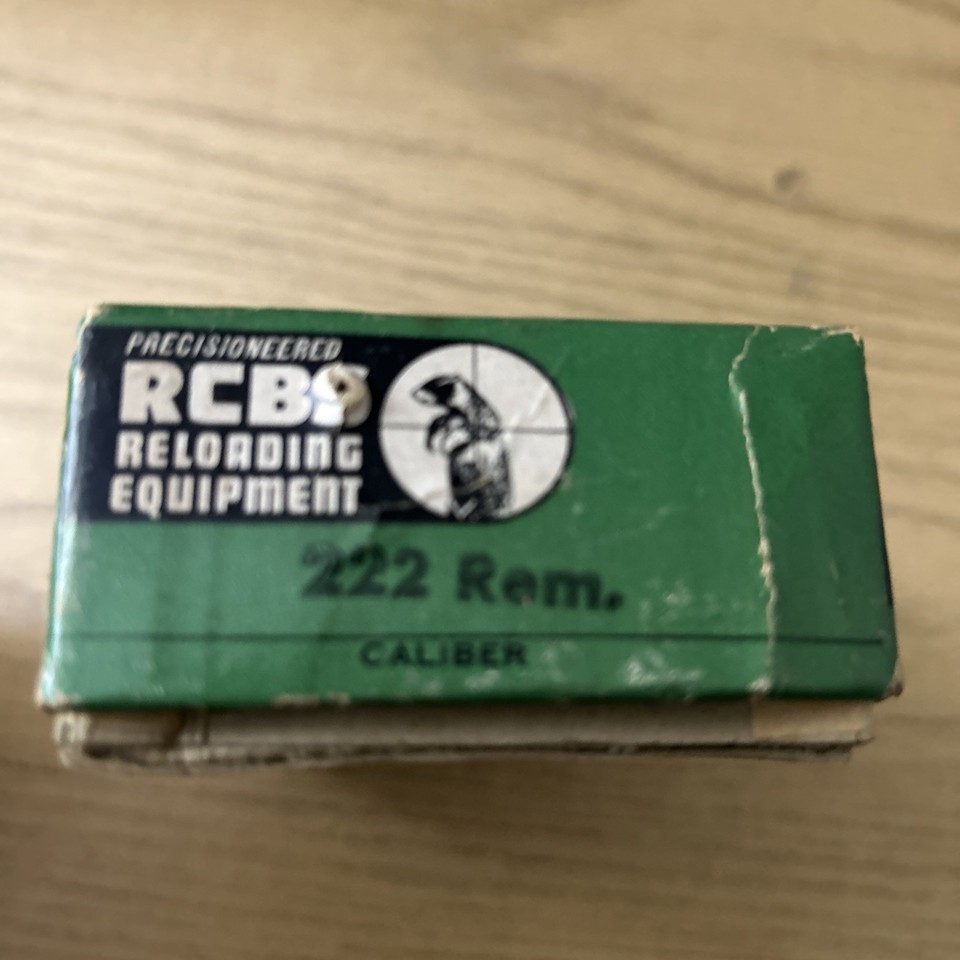 PRECISIONEERED
RCBS
RELOADING
EQUIPMENT
222 Rem.
CALIBER